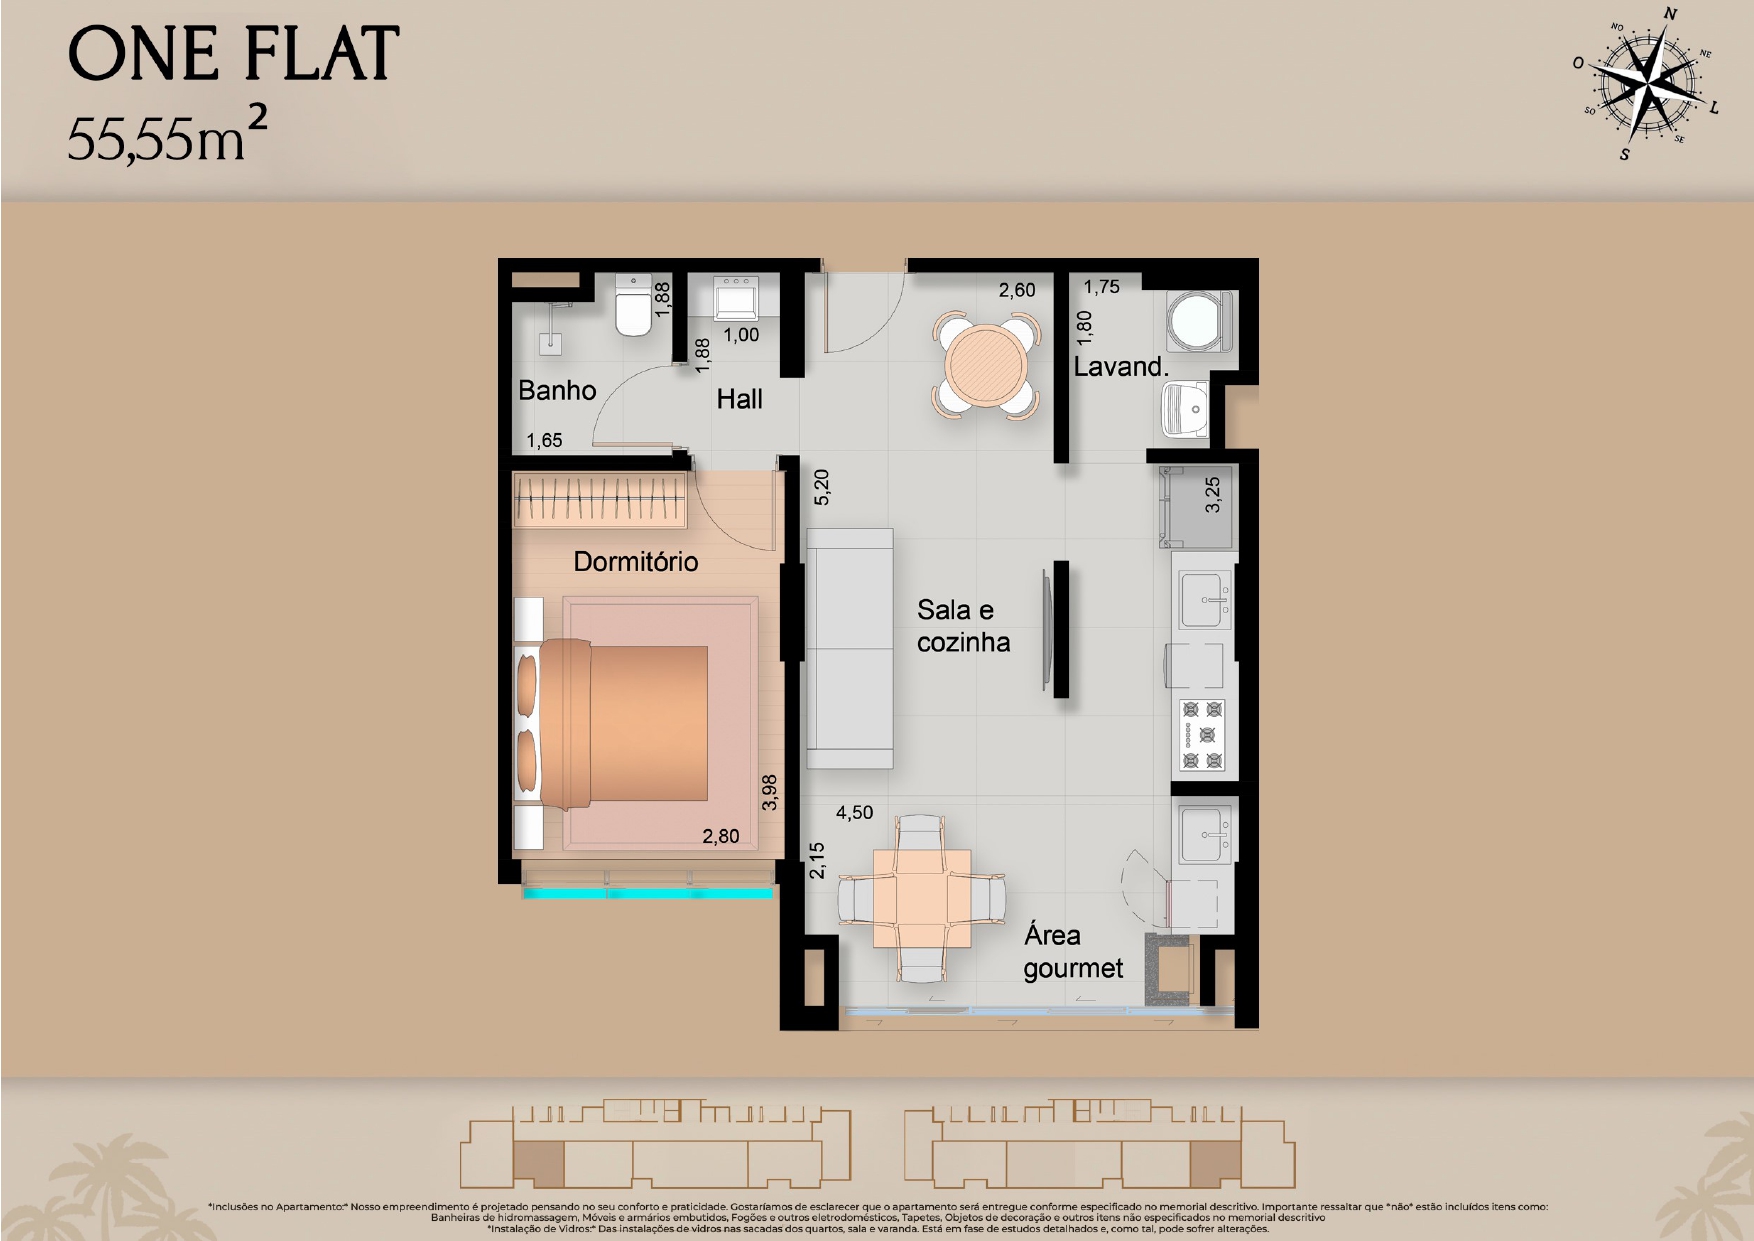 ONE FLAT
55,55m²
N
NO
NE
O
L
SO
SE
S
1,88
1,00
1,88
2,60
1,75
1,80
Lavand.
Banho
Hall
1,65
5,20
3,25
Dormitório
Sala e
cozinha
3,98
2,80
4,50
2,15
Área
gourmet
*Inclusões no Apartamento:* Nosso empreendimento é projetado pensando no seu conforto e praticidade. Gostaríamos de esclarecer que o apartamento será entregue conforme especificado no memorial descritivo. Importante ressaltar que *não* estão incluídos itens como:
Banheiras de hidromassagem, Móveis e armários embutidos, Fogões e outros eletrodomésticos, Tapetes, Objetos de decoração e outros itens não especificados no memorial descritivo
*Instalação de Vidros:* Das instalações de vidros nas sacadas dos quartos, sala e varanda. Está em fase de estudos detalhados e, como tal, pode sofrer alterações.